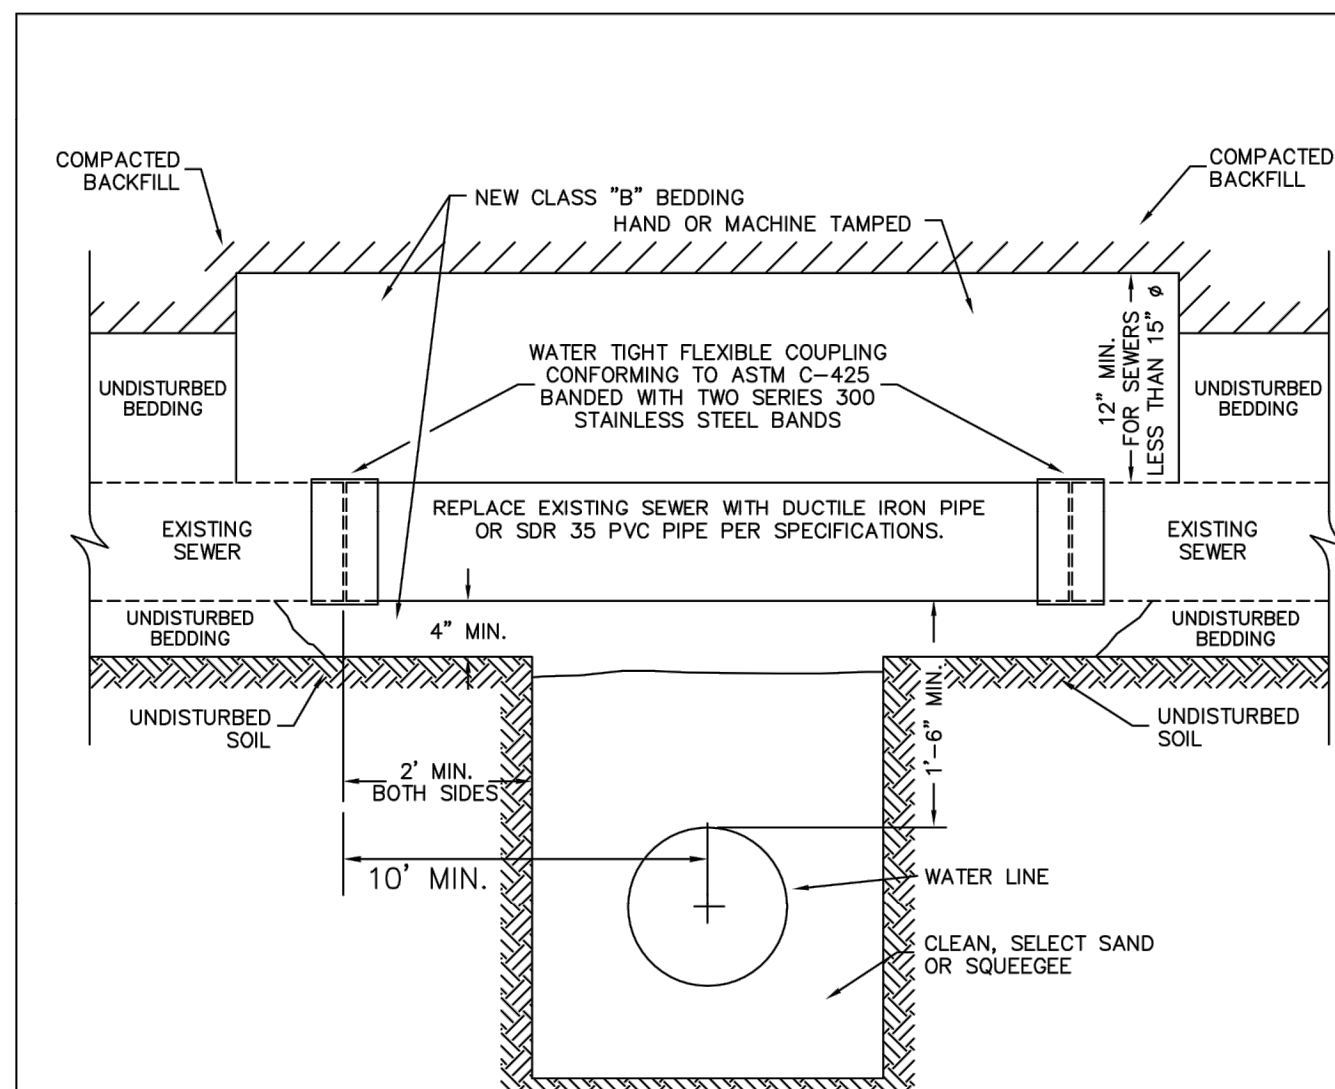 COMPACTED
BACKFILL
COMPACTED
BACKFILL
NEW CLASS "B" BEDDING
HAND OR MACHINE TAMPED
12" MIN.
FOR SEWERS
LESS THAN 15" ø
WATER TIGHT FLEXIBLE COUPLING
CONFORMING TO ASTM C-425
BANDED WITH TWO SERIES 300
STAINLESS STEEL BANDS
UNDISTURBED
BEDDING
UNDISTURBED
BEDDING
EXISTING
SEWER
REPLACE EXISTING SEWER WITH DUCTILE IRON PIPE
OR SDR 35 PVC PIPE PER SPECIFICATIONS.
EXISTING
SEWER
UNDISTURBED
BEDDING
4" MIN.
UNDISTURBED
BEDDING
UNDISTURBED
SOIL
1'-6" MIN.
UNDISTURBED
SOIL
2' MIN.
BOTH SIDES
10' MIN.
WATER LINE
CLEAN, SELECT SAND
OR SQUEEGEE